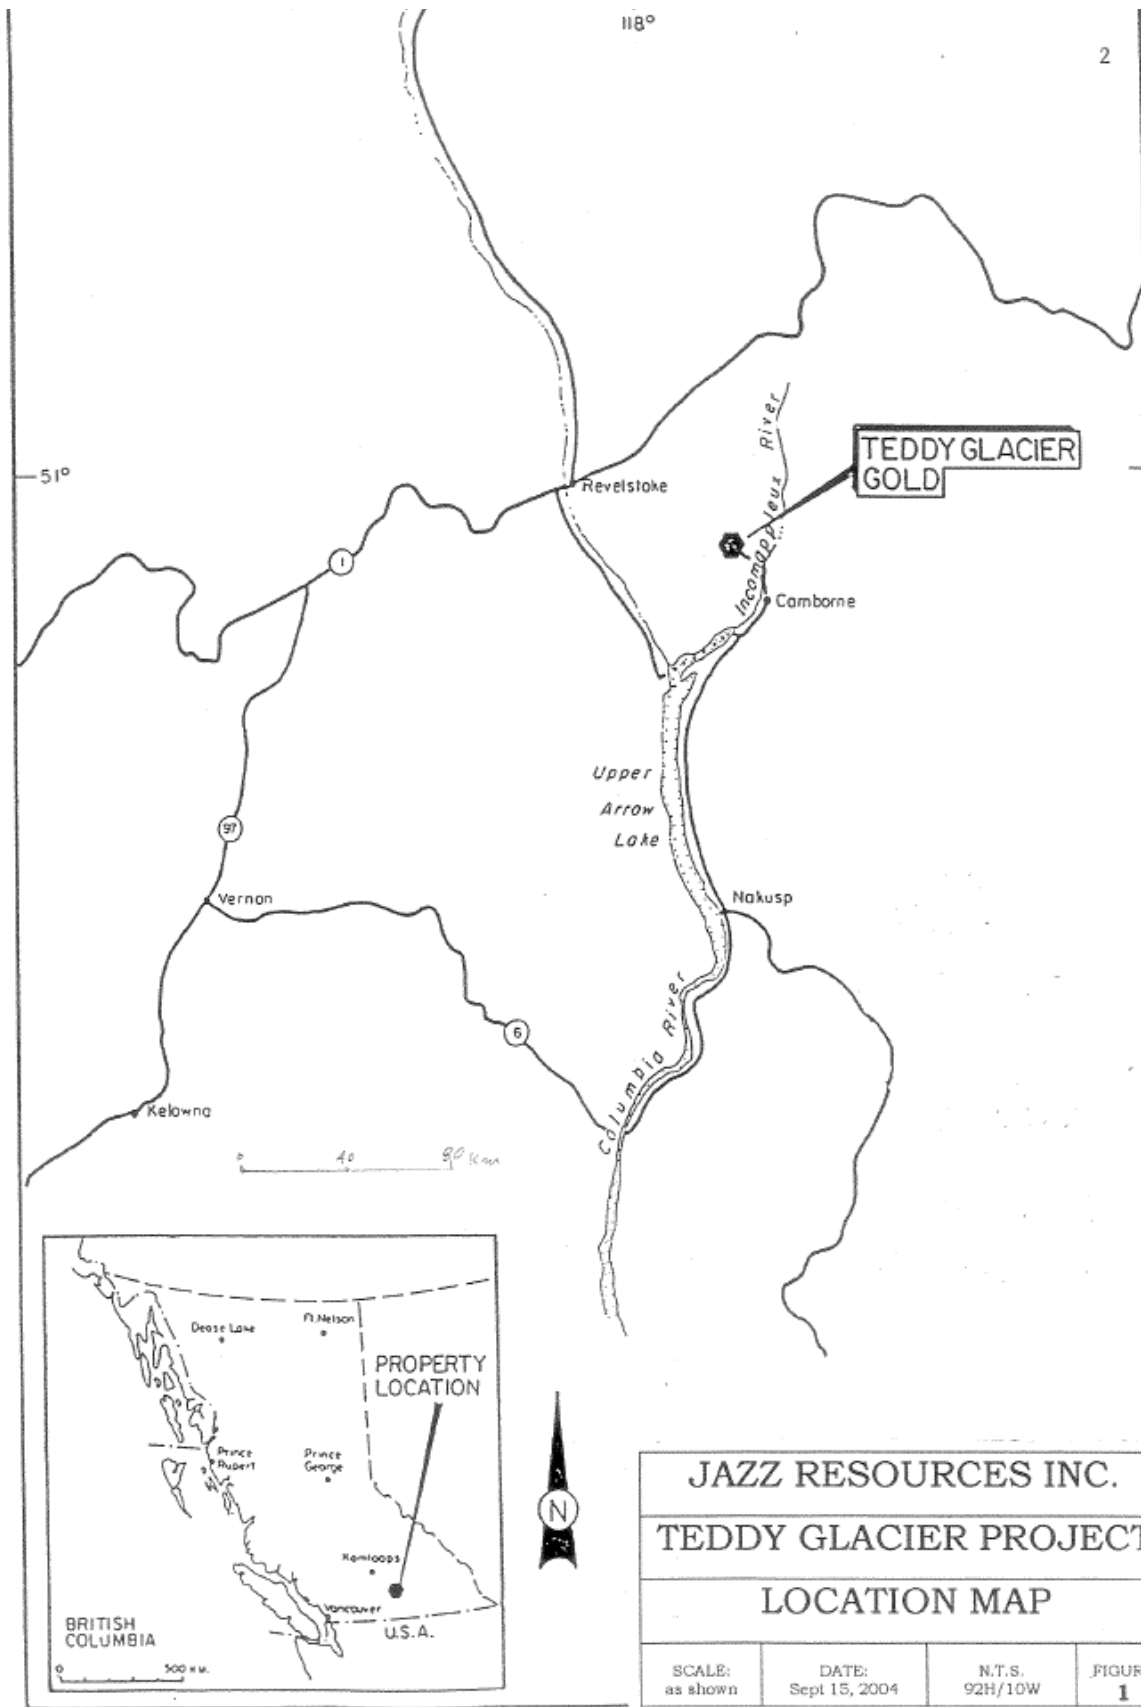 118°
2
51°
Revelstoke
TEDDY GLACIER
GOLD
Incomappleux River
1
Camborne
Upper
Arrow
Lake
97
Vernon
Nakusp
Columbia River
6
Kelowna
0 40 80 Km
Dease Lake
Ft. Nelson
PROPERTY
LOCATION
Prince
Rupert
Prince
George
Kamloops
Vancouver
U.S.A.
BRITISH
COLUMBIA
0 500 KM.
N
JAZZ RESOURCES INC.
TEDDY GLACIER PROJECT
LOCATION MAP
SCALE:
as shown
DATE:
Sept 15, 2004
N.T.S.
92H/10W
FIGUR
1